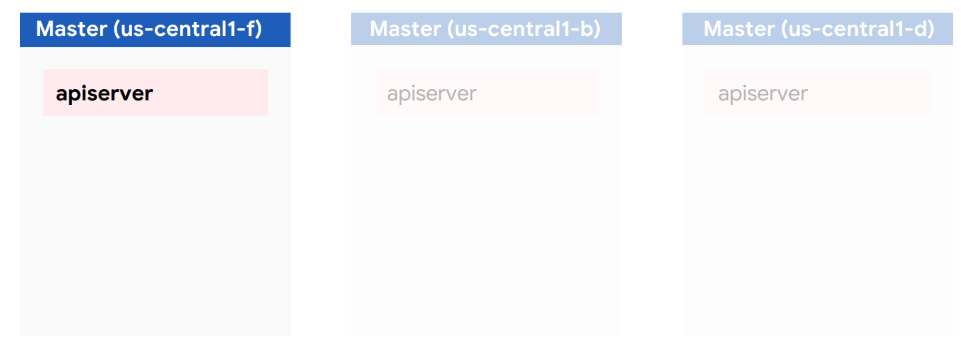 Master (us-central1-f)
Master (us-central1-b)
Master (us-central1-d)
apiserver
apiserver
apiserver